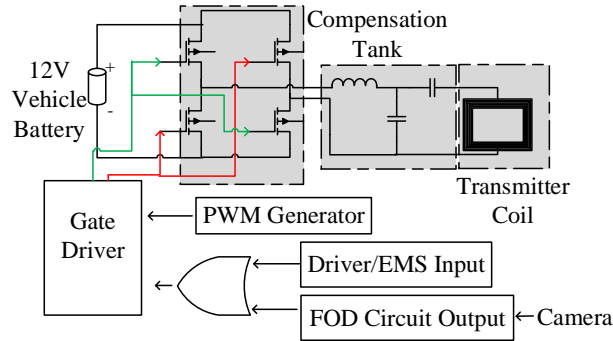 Compensation
Tank
12V
Vehicle
Battery
+
-
Transmitter
Coil
Gate
Driver
PWM Generator
Driver/EMS Input
FOD Circuit Output
Camera